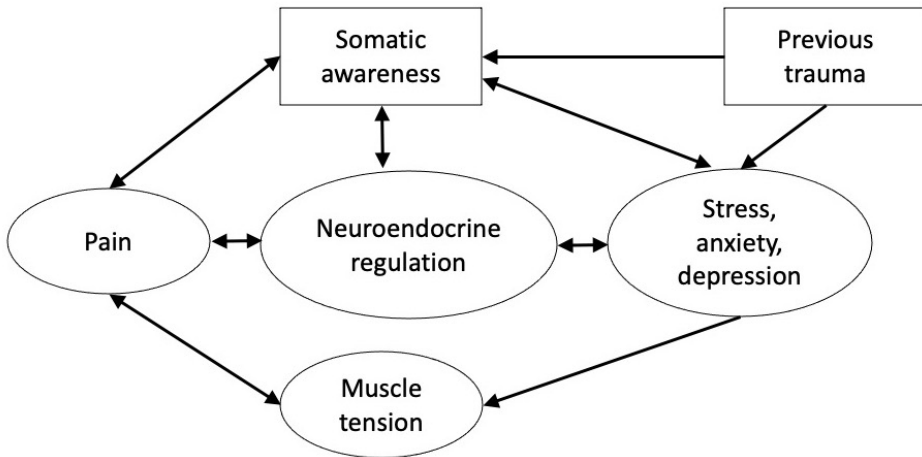 Somatic
awareness
Previous
trauma
Pain
Neuroendocrine
regulation
Stress,
anxiety,
depression
Muscle
tension